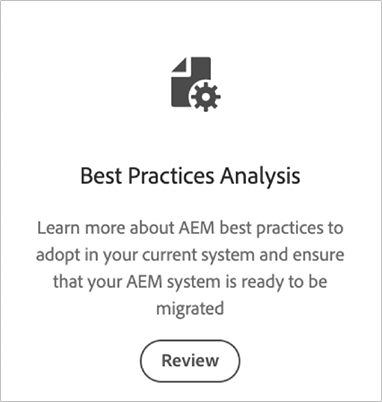 Best Practices Analysis
Learn more about AEM best practices to
adopt in your current system and ensure
that your AEM system is ready to be
migrated
Review